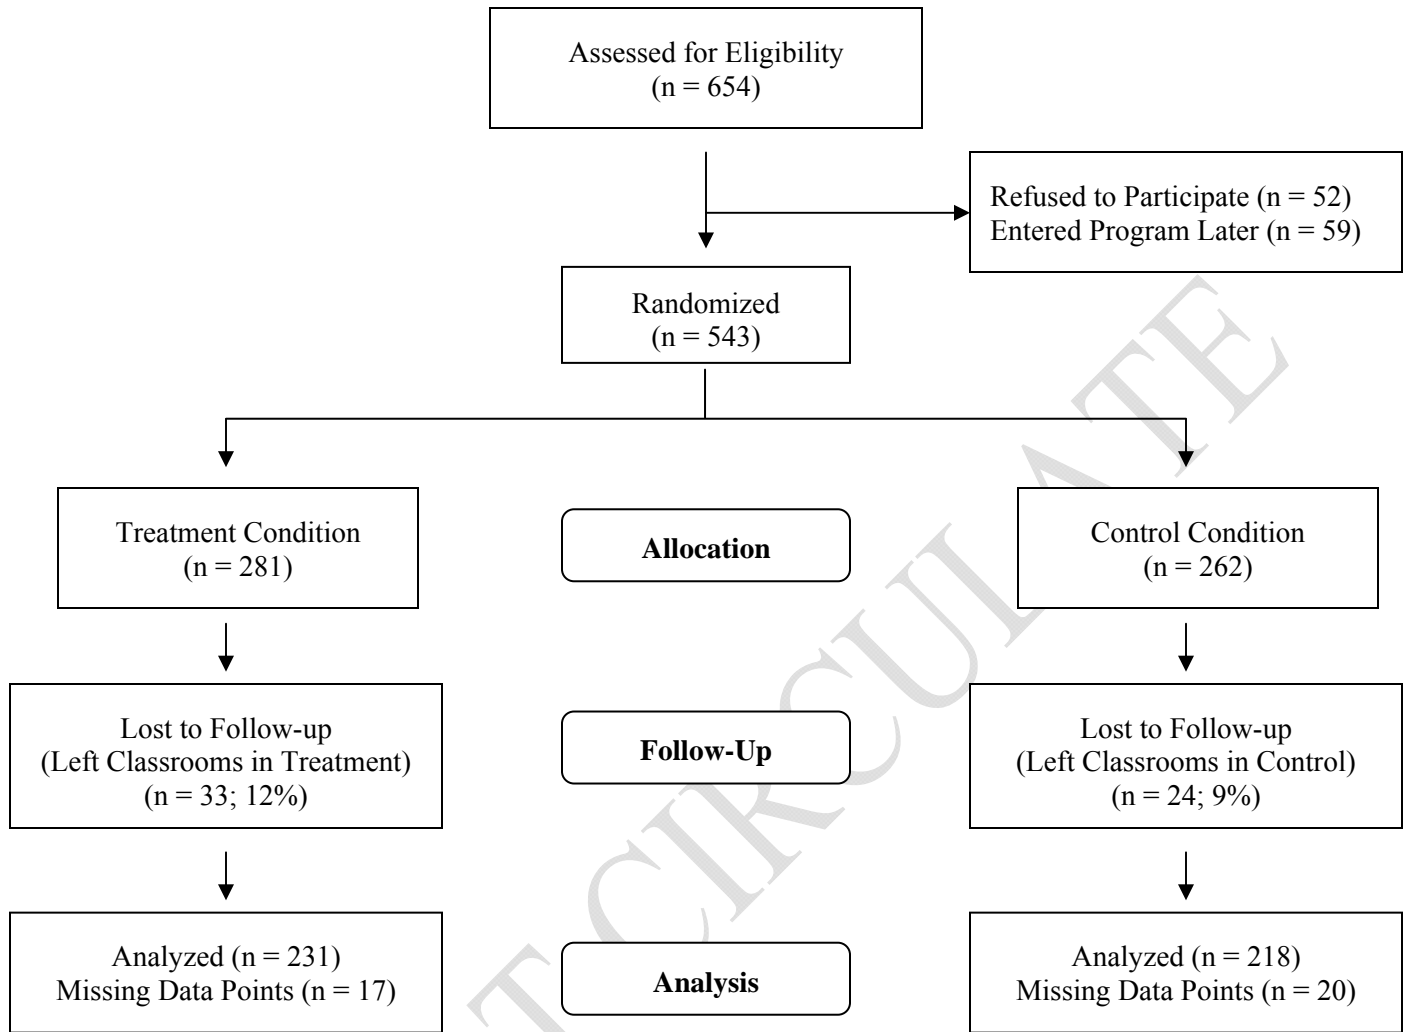 Assessed for Eligibility
(n = 654)
Refused to Participate (n = 52)
Entered Program Later (n = 59)
Randomized
(n = 543)
Treatment Condition
(n = 281)
Allocation
Control Condition
(n = 262)
Lost to Follow-up
(Left Classrooms in Treatment)
(n = 33; 12%)
Follow-Up
Lost to Follow-up
(Left Classrooms in Control)
(n = 24; 9%)
Analyzed (n = 231)
Missing Data Points (n = 17)
Analysis
Analyzed (n = 218)
Missing Data Points (n = 20)
T CIRCULATE